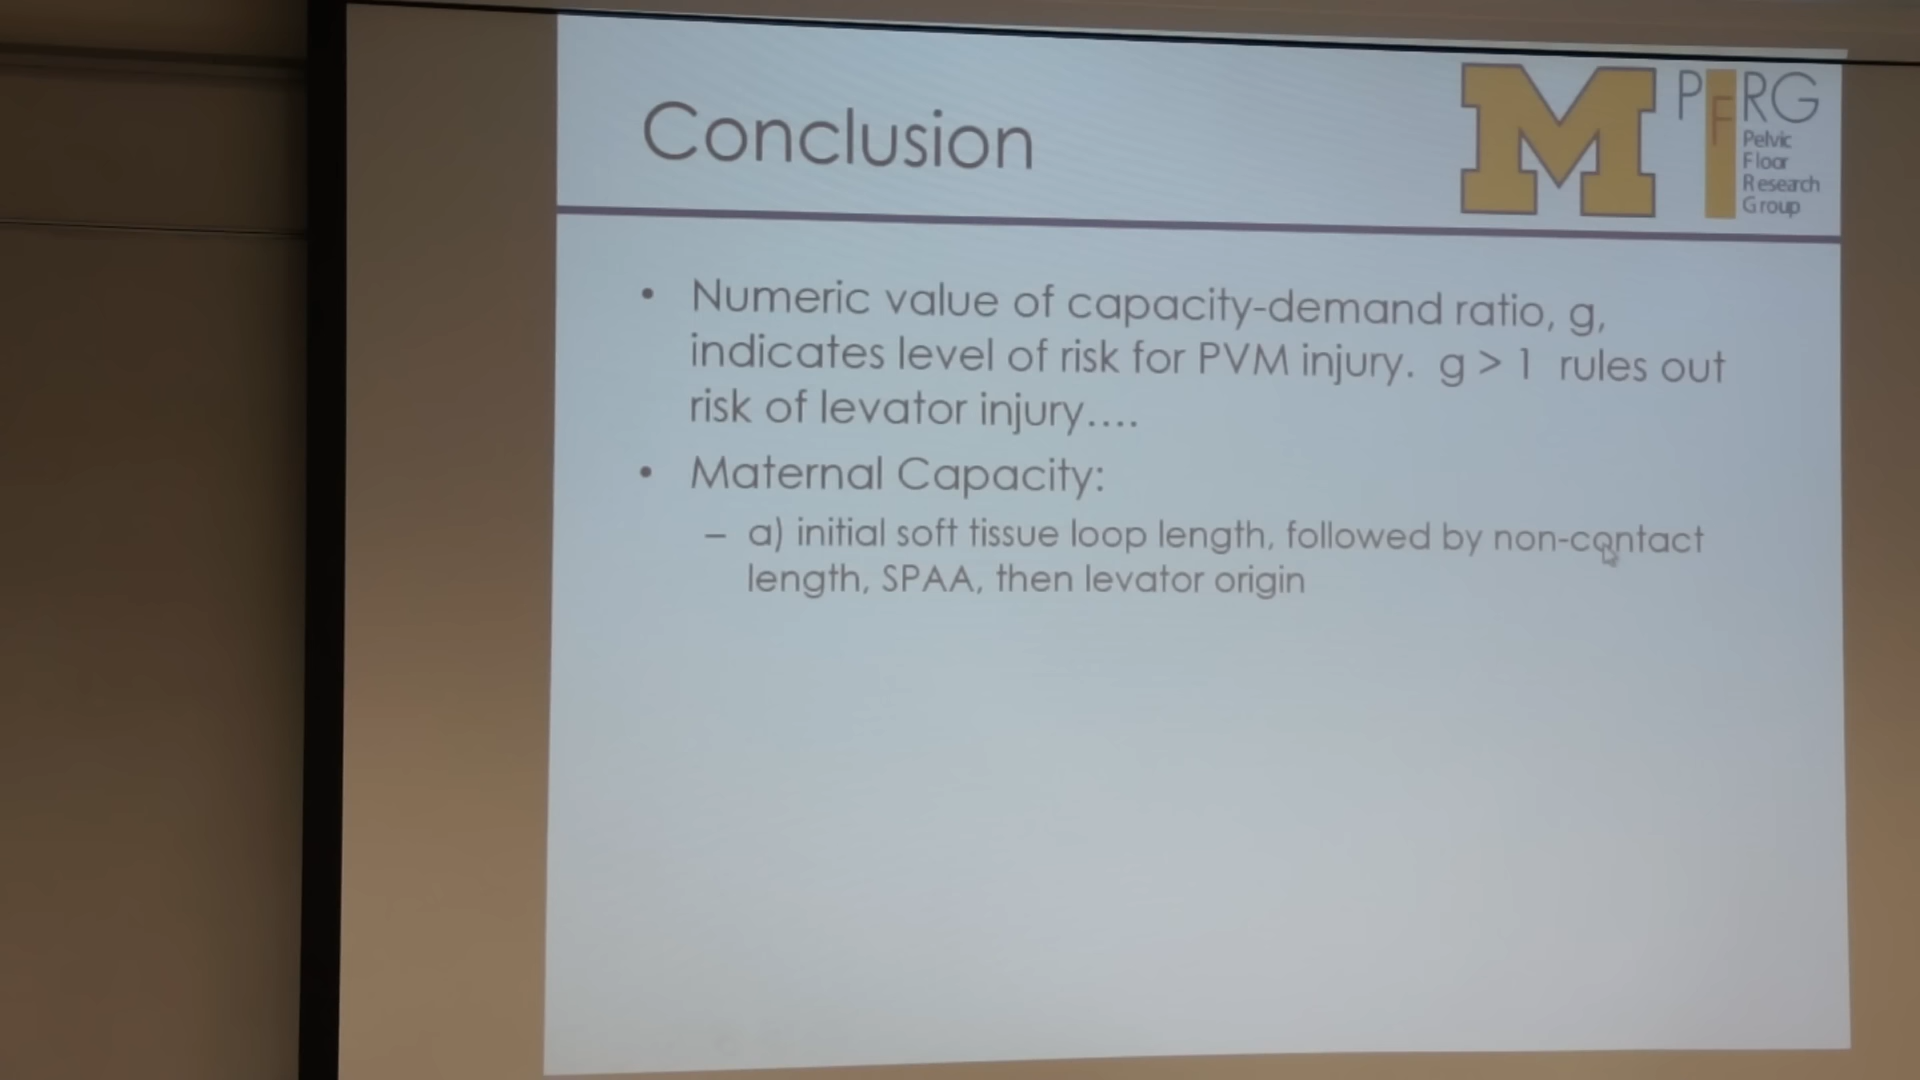 Conclusion
M
PFRG
Pelvic
Floor
Research
Group
• Numeric value of capacity-demand ratio, g,
indicates level of risk for PVM injury. g > 1 rules out
risk of levator injury....
• Maternal Capacity:
– a) initial soft tissue loop length, followed by non-contact
length, SPAA, then levator origin